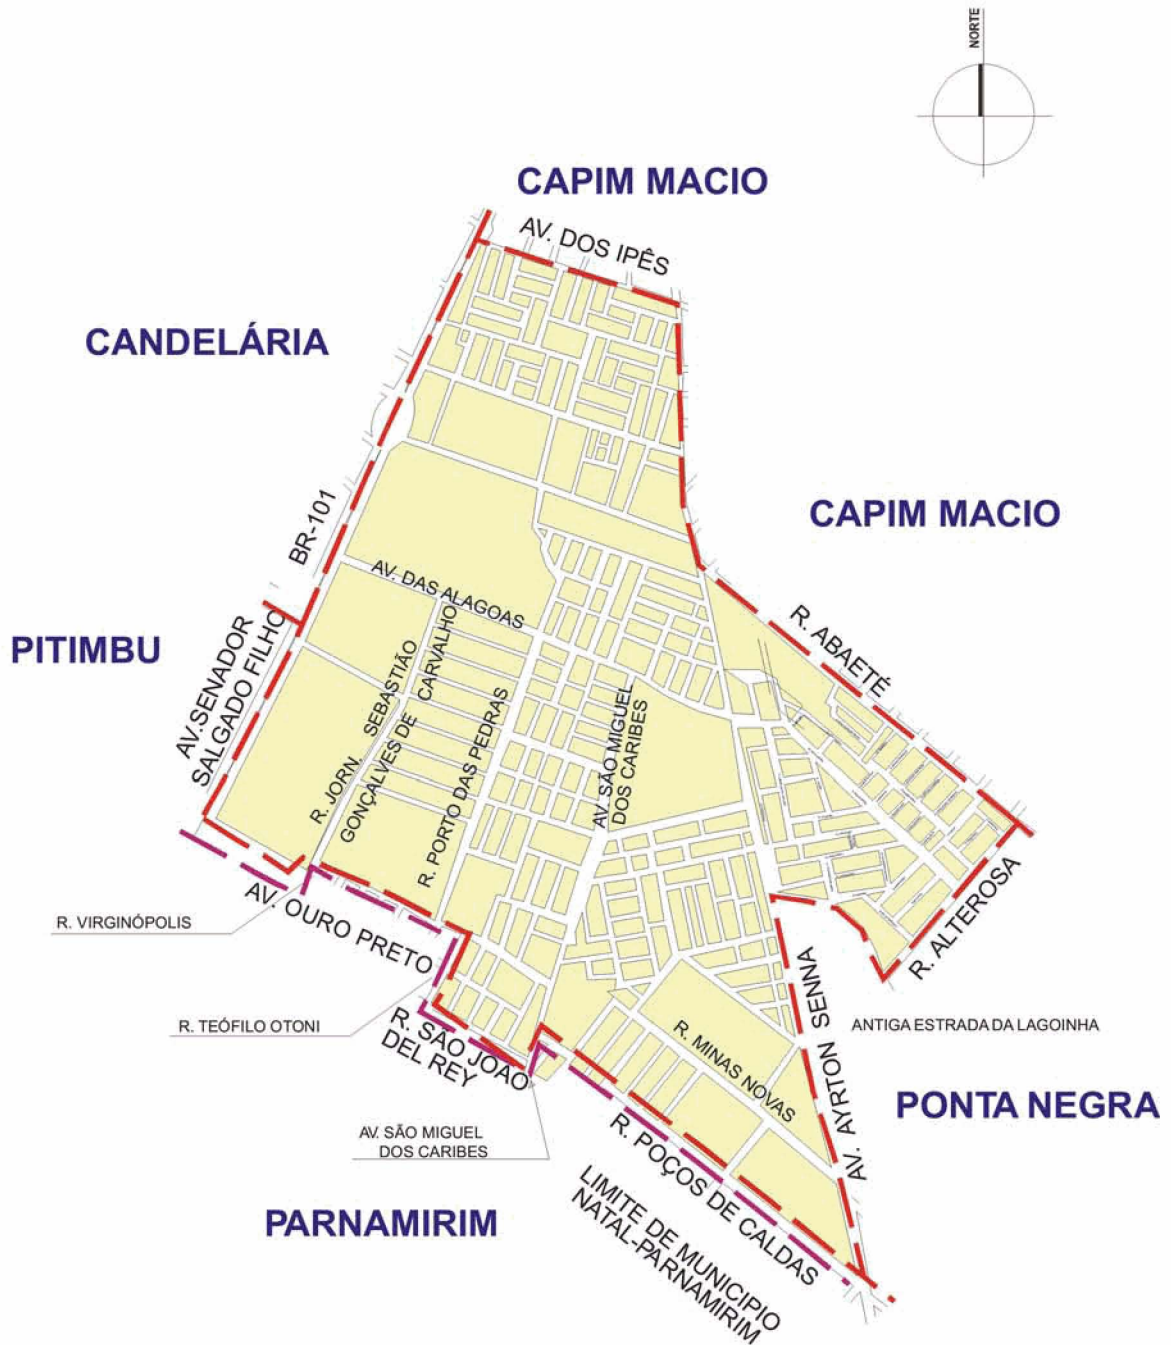 NORTE
CAPIM MACIO
AV. DOS IPÊS
CANDELÁRIA
CAPIM MACIO
BR-101
AV. DAS ALAGOAS
R. ABAETÉ
PITIMBU
AV.SENADOR
SALGADO FILHO
R. JORN. SEBASTIÃO
GONÇALVES DE CARVALHO
R. PORTO DAS PEDRAS
AV. SÃO MIGUEL
DOS CARIBES
R. ALTEROSA
R. VIRGINÓPOLIS
AV. OURO PRETO
R. TEÓFILO OTONI
R. SÃO JOÃO
DEL REY
AV. AYRTON SENNA
ANTIGA ESTRADA DA LAGOINHA
R. MINAS NOVAS
PONTA NEGRA
AV. SÃO MIGUEL
DOS CARIBES
R. POÇOS DE CALDAS
PARNAMIRIM
LIMITE DE MUNICIPIO
NATAL-PARNAMIRIM